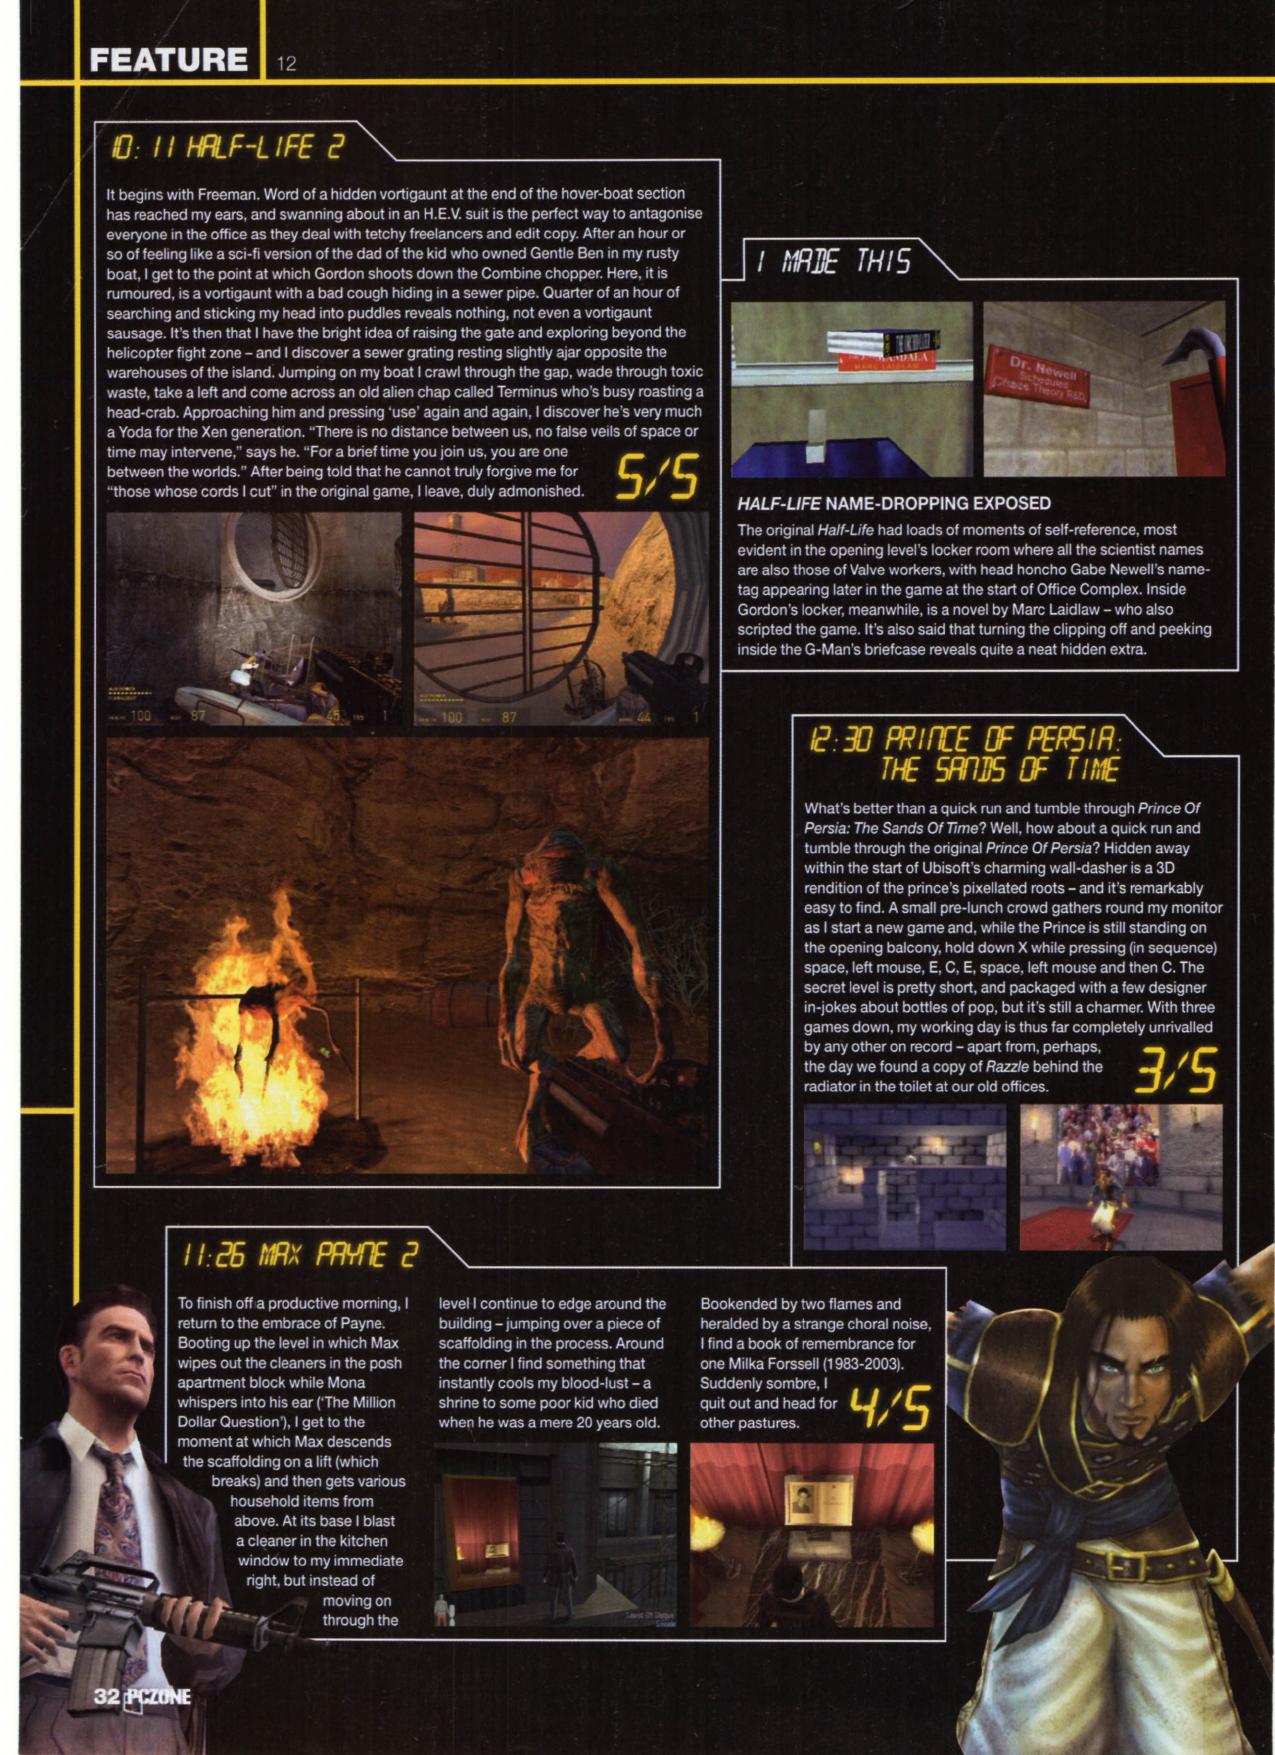 FEATURE 12
10:11 HALF-LIFE 2
It begins with Freeman. Word of a hidden vortigaunt at the end of the hover-boat section
has reached my ears, and swanning about in an H.E.V. suit is the perfect way to antagonise
everyone in the office as they deal with tetchy freelancers and edit copy. After an hour or
so of feeling like a sci-fi version of the dad of the kid who owned Gentle Ben in my rusty
boat, I get to the point at which Gordon shoots down the Combine chopper. Here, it is
rumoured, is a vortigaunt with a bad cough hiding in a sewer pipe. Quarter of an hour of
searching and sticking my head into puddles reveals nothing, not even a vortigaunt
sausage. It's then that I have the bright idea of raising the gate and exploring beyond the
helicopter fight zone – and I discover a sewer grating resting slightly ajar opposite the
warehouses of the island. Jumping on my boat I crawl through the gap, wade through toxic
waste, take a left and come across an old alien chap called Terminus who's busy roasting a
head-crab. Approaching him and pressing 'use' again and again, I discover he's very much
a Yoda for the Xen generation. "There is no distance between us, no false veils of space or
time may intervene," says he. "For a brief time you join us, you are one
between the worlds." After being told that he cannot truly forgive me for
"those whose cords I cut" in the original game, I leave, duly admonished.
5/5
100 87 45 1
100 87 44 1
I MADE THIS
MANDALA
MARC LAIDLAW
Dr. Newell
Scheduled
Chaos Theory R&D
HALF-LIFE NAME-DROPPING EXPOSED
The original Half-Life had loads of moments of self-reference, most
evident in the opening level's locker room where all the scientist names
are also those of Valve workers, with head honcho Gabe Newell's name-
tag appearing later in the game at the start of Office Complex. Inside
Gordon's locker, meanwhile, is a novel by Marc Laidlaw – who also
scripted the game. It's also said that turning the clipping off and peeking
inside the G-Man's briefcase reveals quite a neat hidden extra.
12:30 PRINCE OF PERSIA:
THE SANDS OF TIME
What's better than a quick run and tumble through Prince Of
Persia: The Sands Of Time? Well, how about a quick run and
tumble through the original Prince Of Persia? Hidden away
within the start of Ubisoft's charming wall-dasher is a 3D
rendition of the prince's pixellated roots – and it's remarkably
easy to find. A small pre-lunch crowd gathers round my monitor
as I start a new game and, while the Prince is still standing on
the opening balcony, hold down X while pressing (in sequence)
space, left mouse, E, C, E, space, left mouse and then C. The
secret level is pretty short, and packaged with a few designer
in-jokes about bottles of pop, but it's still a charmer. With three
games down, my working day is thus far completely unrivalled
by any other on record – apart from, perhaps,
the day we found a copy of Razzle behind the
radiator in the toilet at our old offices.
3/5
11:26 MAX PAYNE 2
To finish off a productive morning, I
return to the embrace of Payne.
Booting up the level in which Max
wipes out the cleaners in the posh
apartment block while Mona
whispers into his ear ('The Million
Dollar Question'), I get to the
moment at which Max descends
the scaffolding on a lift (which
breaks) and then gets various
household items from
above. At its base I blast
a cleaner in the kitchen
window to my immediate
right, but instead of
moving on
through the
level I continue to edge around the
building – jumping over a piece of
scaffolding in the process. Around
the corner I find something that
instantly cools my blood-lust – a
shrine to some poor kid who died
when he was a mere 20 years old.
Bookended by two flames and
heralded by a strange choral noise,
I find a book of remembrance for
one Milka Forssell (1983-2003).
Suddenly sombre, I
quit out and head for
other pastures.
4/5
32 PCZONE